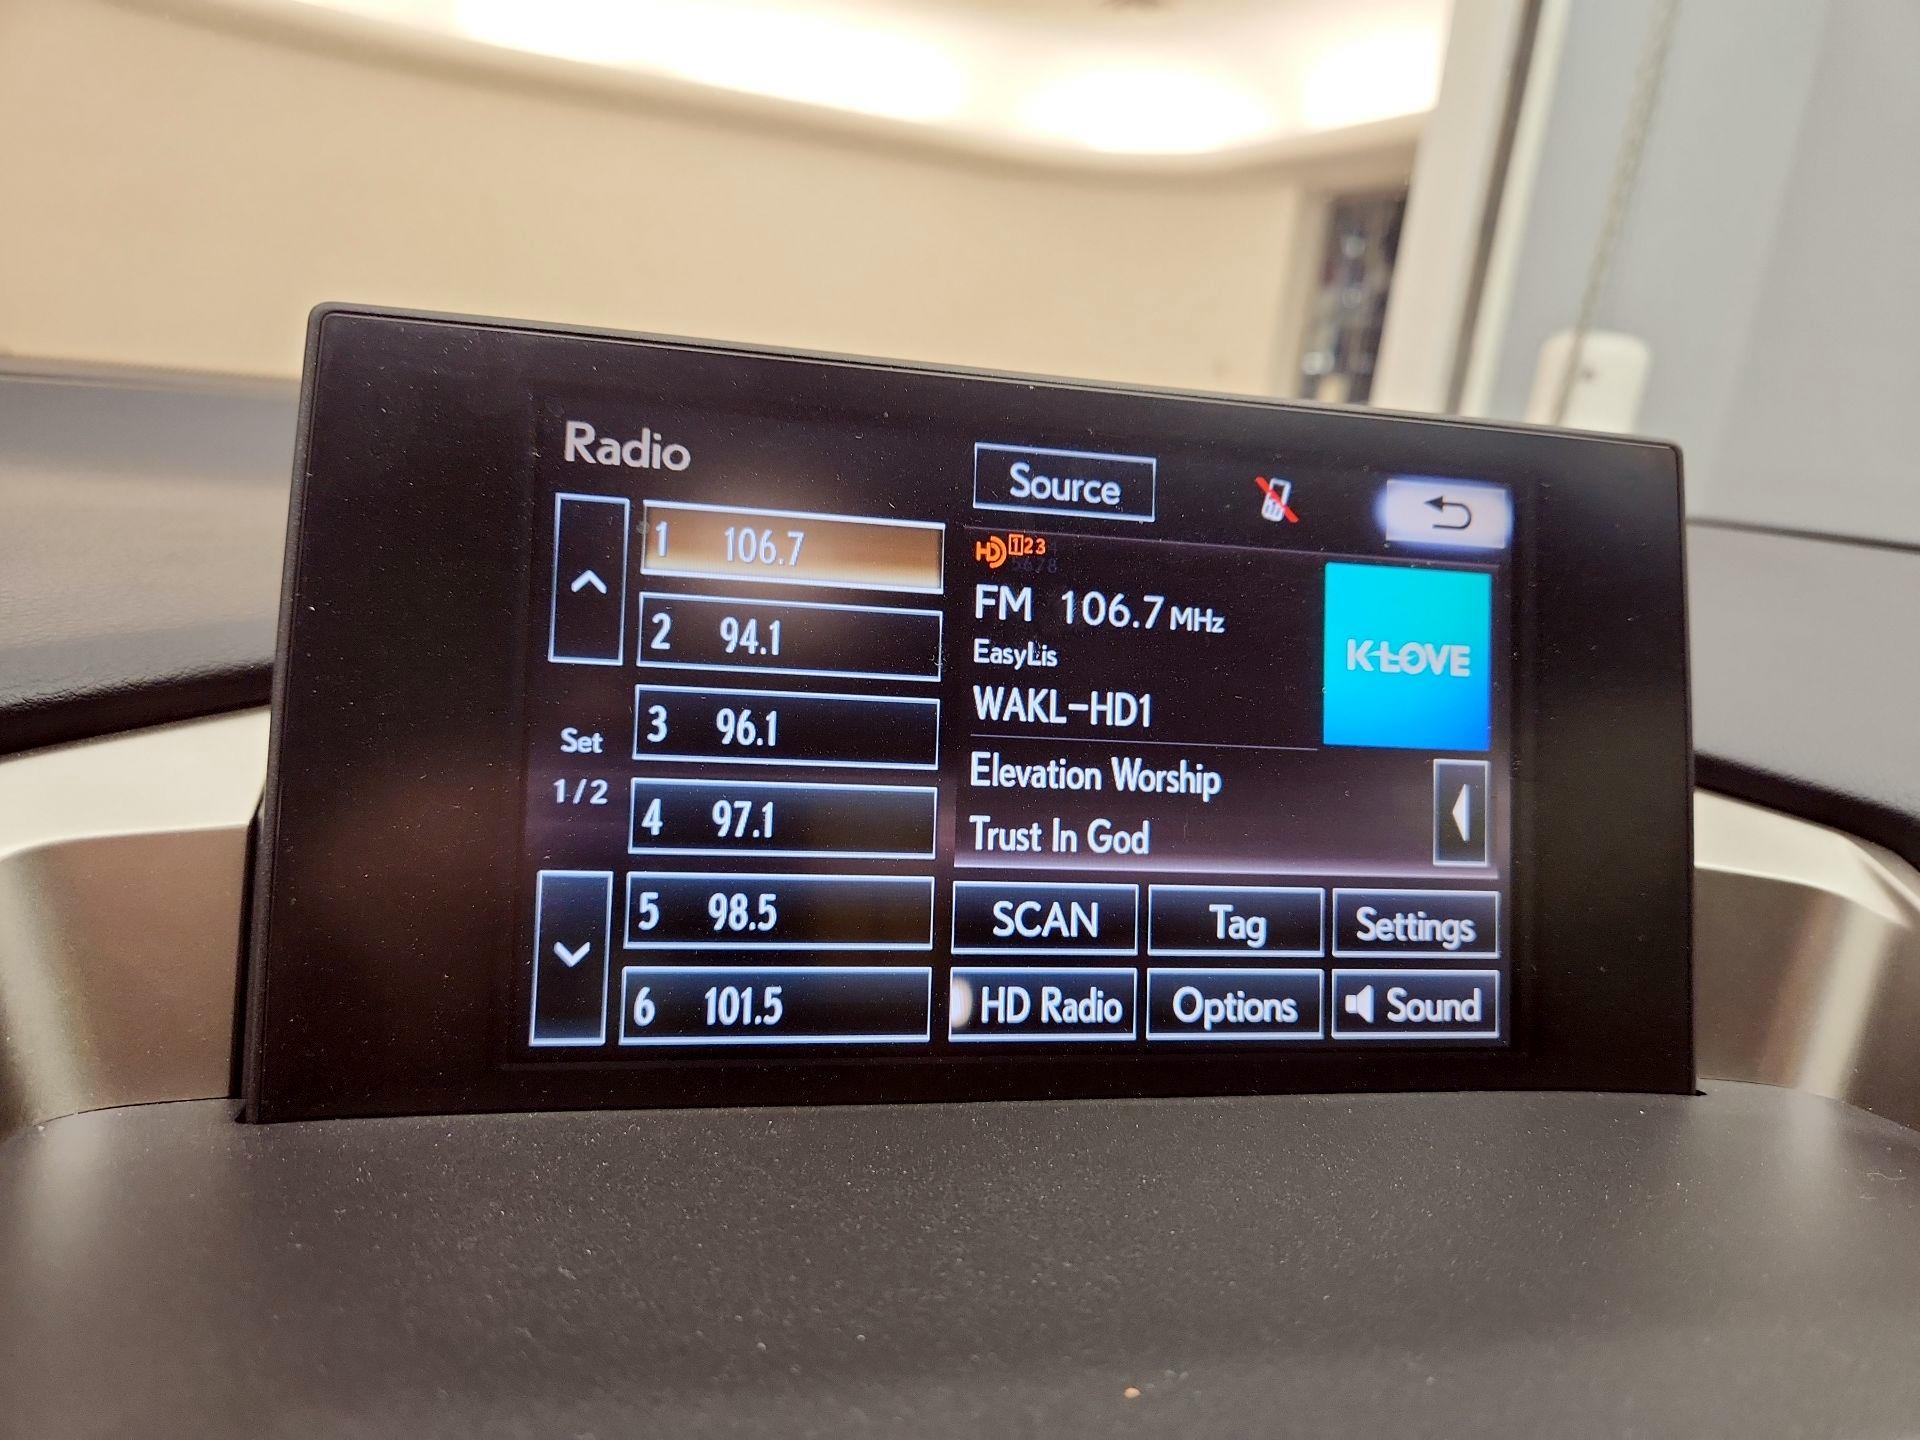 Radio
Source
1 106.7
2 94.1
3 96.1
4 97.1
5 98.5
6 101.5
Set
1/2
HD 123
5678
FM 106.7 MHz
EasyLis
WAKL-HD1
K-LOVE
Elevation Worship
Trust In God
SCAN
Tag
Settings
HD Radio
Options
Sound